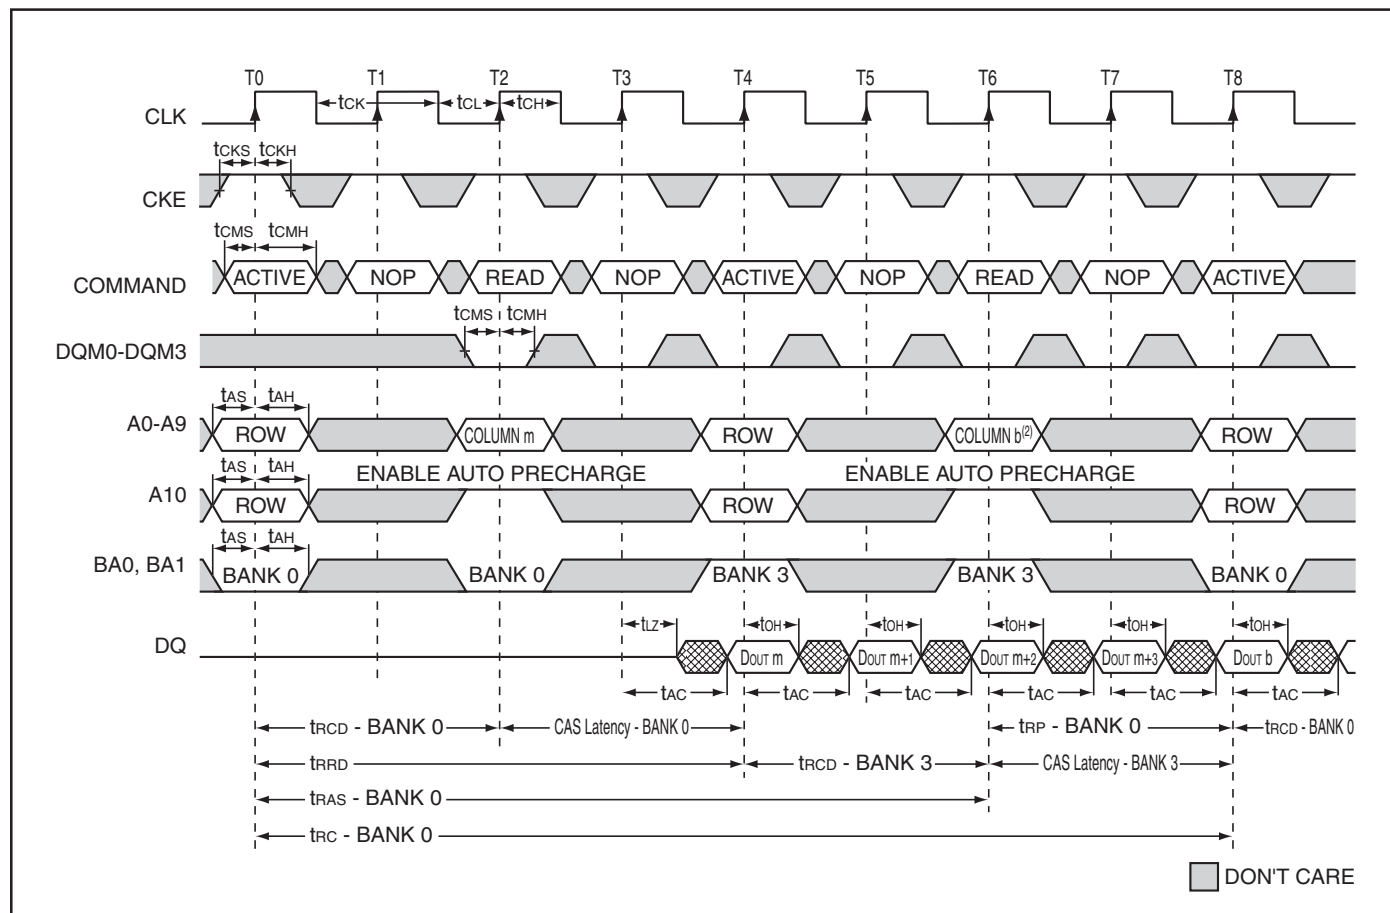 T0 T1 T2 T3 T4 T5 T6 T7 T8
CLK tCK tCL tCH
tCKS tCKH
CKE
tCMS tCMH
COMMAND ACTIVE NOP READ NOP ACTIVE NOP READ NOP ACTIVE
tCMS tCMH
DQM0-DQM3
tAS tAH
A0-A9 ROW COLUMN m ROW COLUMN b(2) ROW
tAS tAH ENABLE AUTO PRECHARGE ENABLE AUTO PRECHARGE
A10 ROW ROW ROW
tAS tAH
BA0, BA1 BANK 0 BANK 0 BANK 3 BANK 3 BANK 0
tLZ tOH tOH tOH tOH tOH
DQ DOUT m DOUT m+1 DOUT m+2 DOUT m+3 DOUT b
tAC tAC tAC tAC tAC tAC
tRCD - BANK 0 CAS Latency - BANK 0 tRP - BANK 0 tRCD - BANK 0
tRRD tRCD - BANK 3 CAS Latency - BANK 3
tRAS - BANK 0
tRC - BANK 0
DON'T CARE